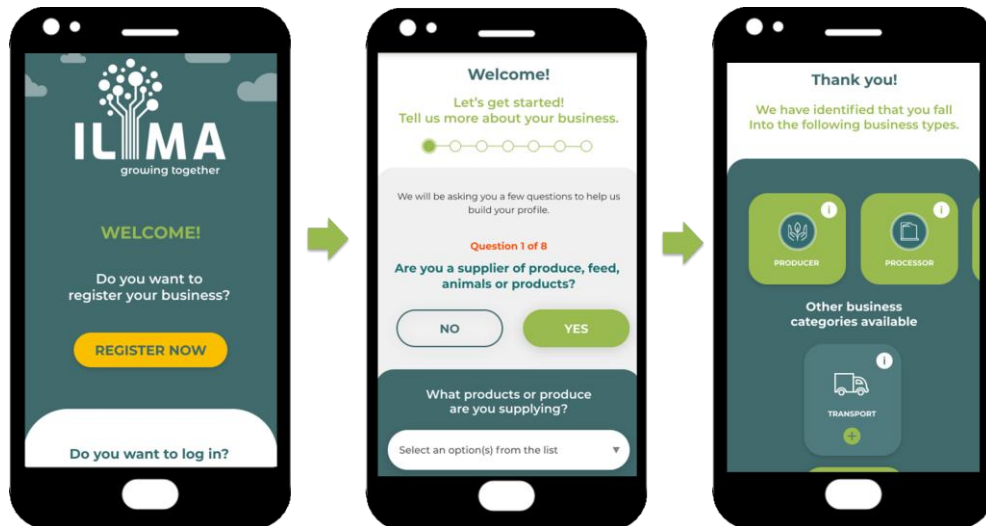 ILIMA
growing together
WELCOME!
Do you want to
register your business?
REGISTER NOW
Do you want to log in?
Welcome!
Let's get started!
Tell us more about your business.
We will be asking you a few questions to help us
build your profile.
Question 1 of 8
Are you a supplier of produce, feed,
animals or products?
NO
YES
What products or produce
are you supplying?
Select an option(s) from the list
Thank you!
We have identified that you fall
Into the following business types.
i
i
PRODUCER
PROCESSOR
Other business
categories available
i
TRANSPORT
+